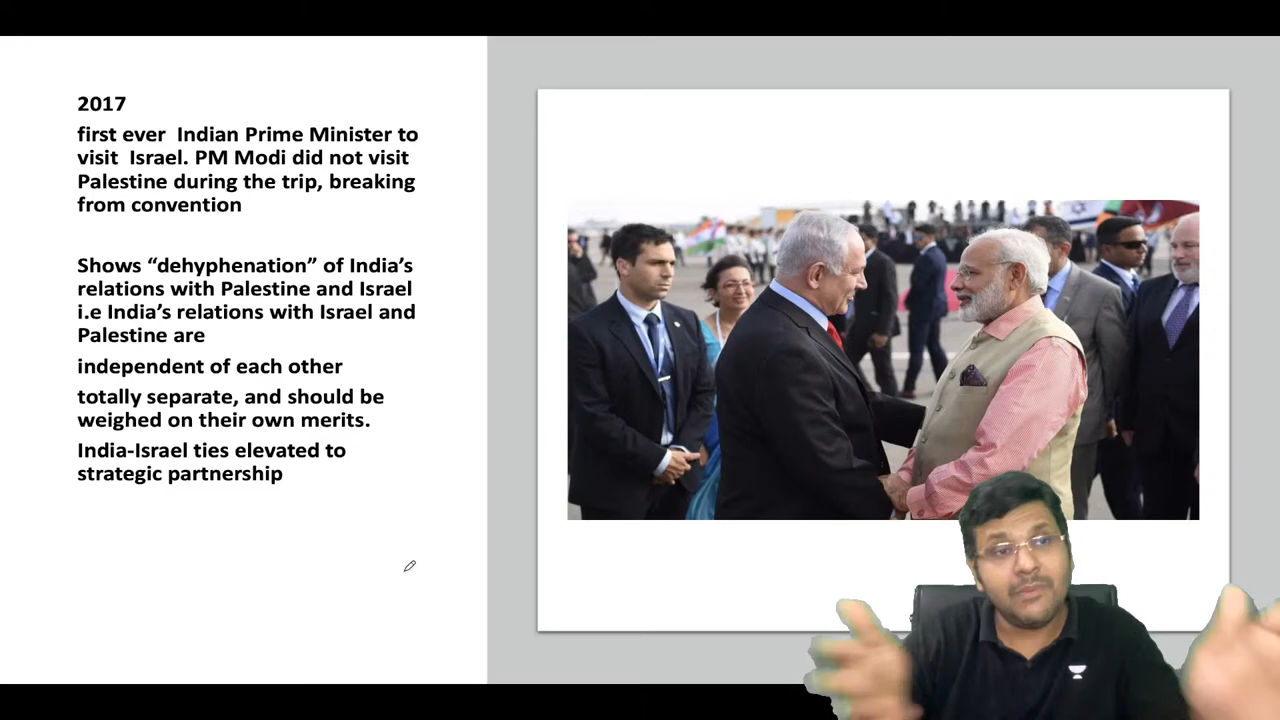 2017
first ever Indian Prime Minister to
visit Israel. PM Modi did not visit
Palestine during the trip, breaking
from convention
Shows “dehyphenation” of India’s
relations with Palestine and Israel
i.e India’s relations with Israel and
Palestine are
independent of each other
totally separate, and should be
weighed on their own merits.
India-Israel ties elevated to
strategic partnership